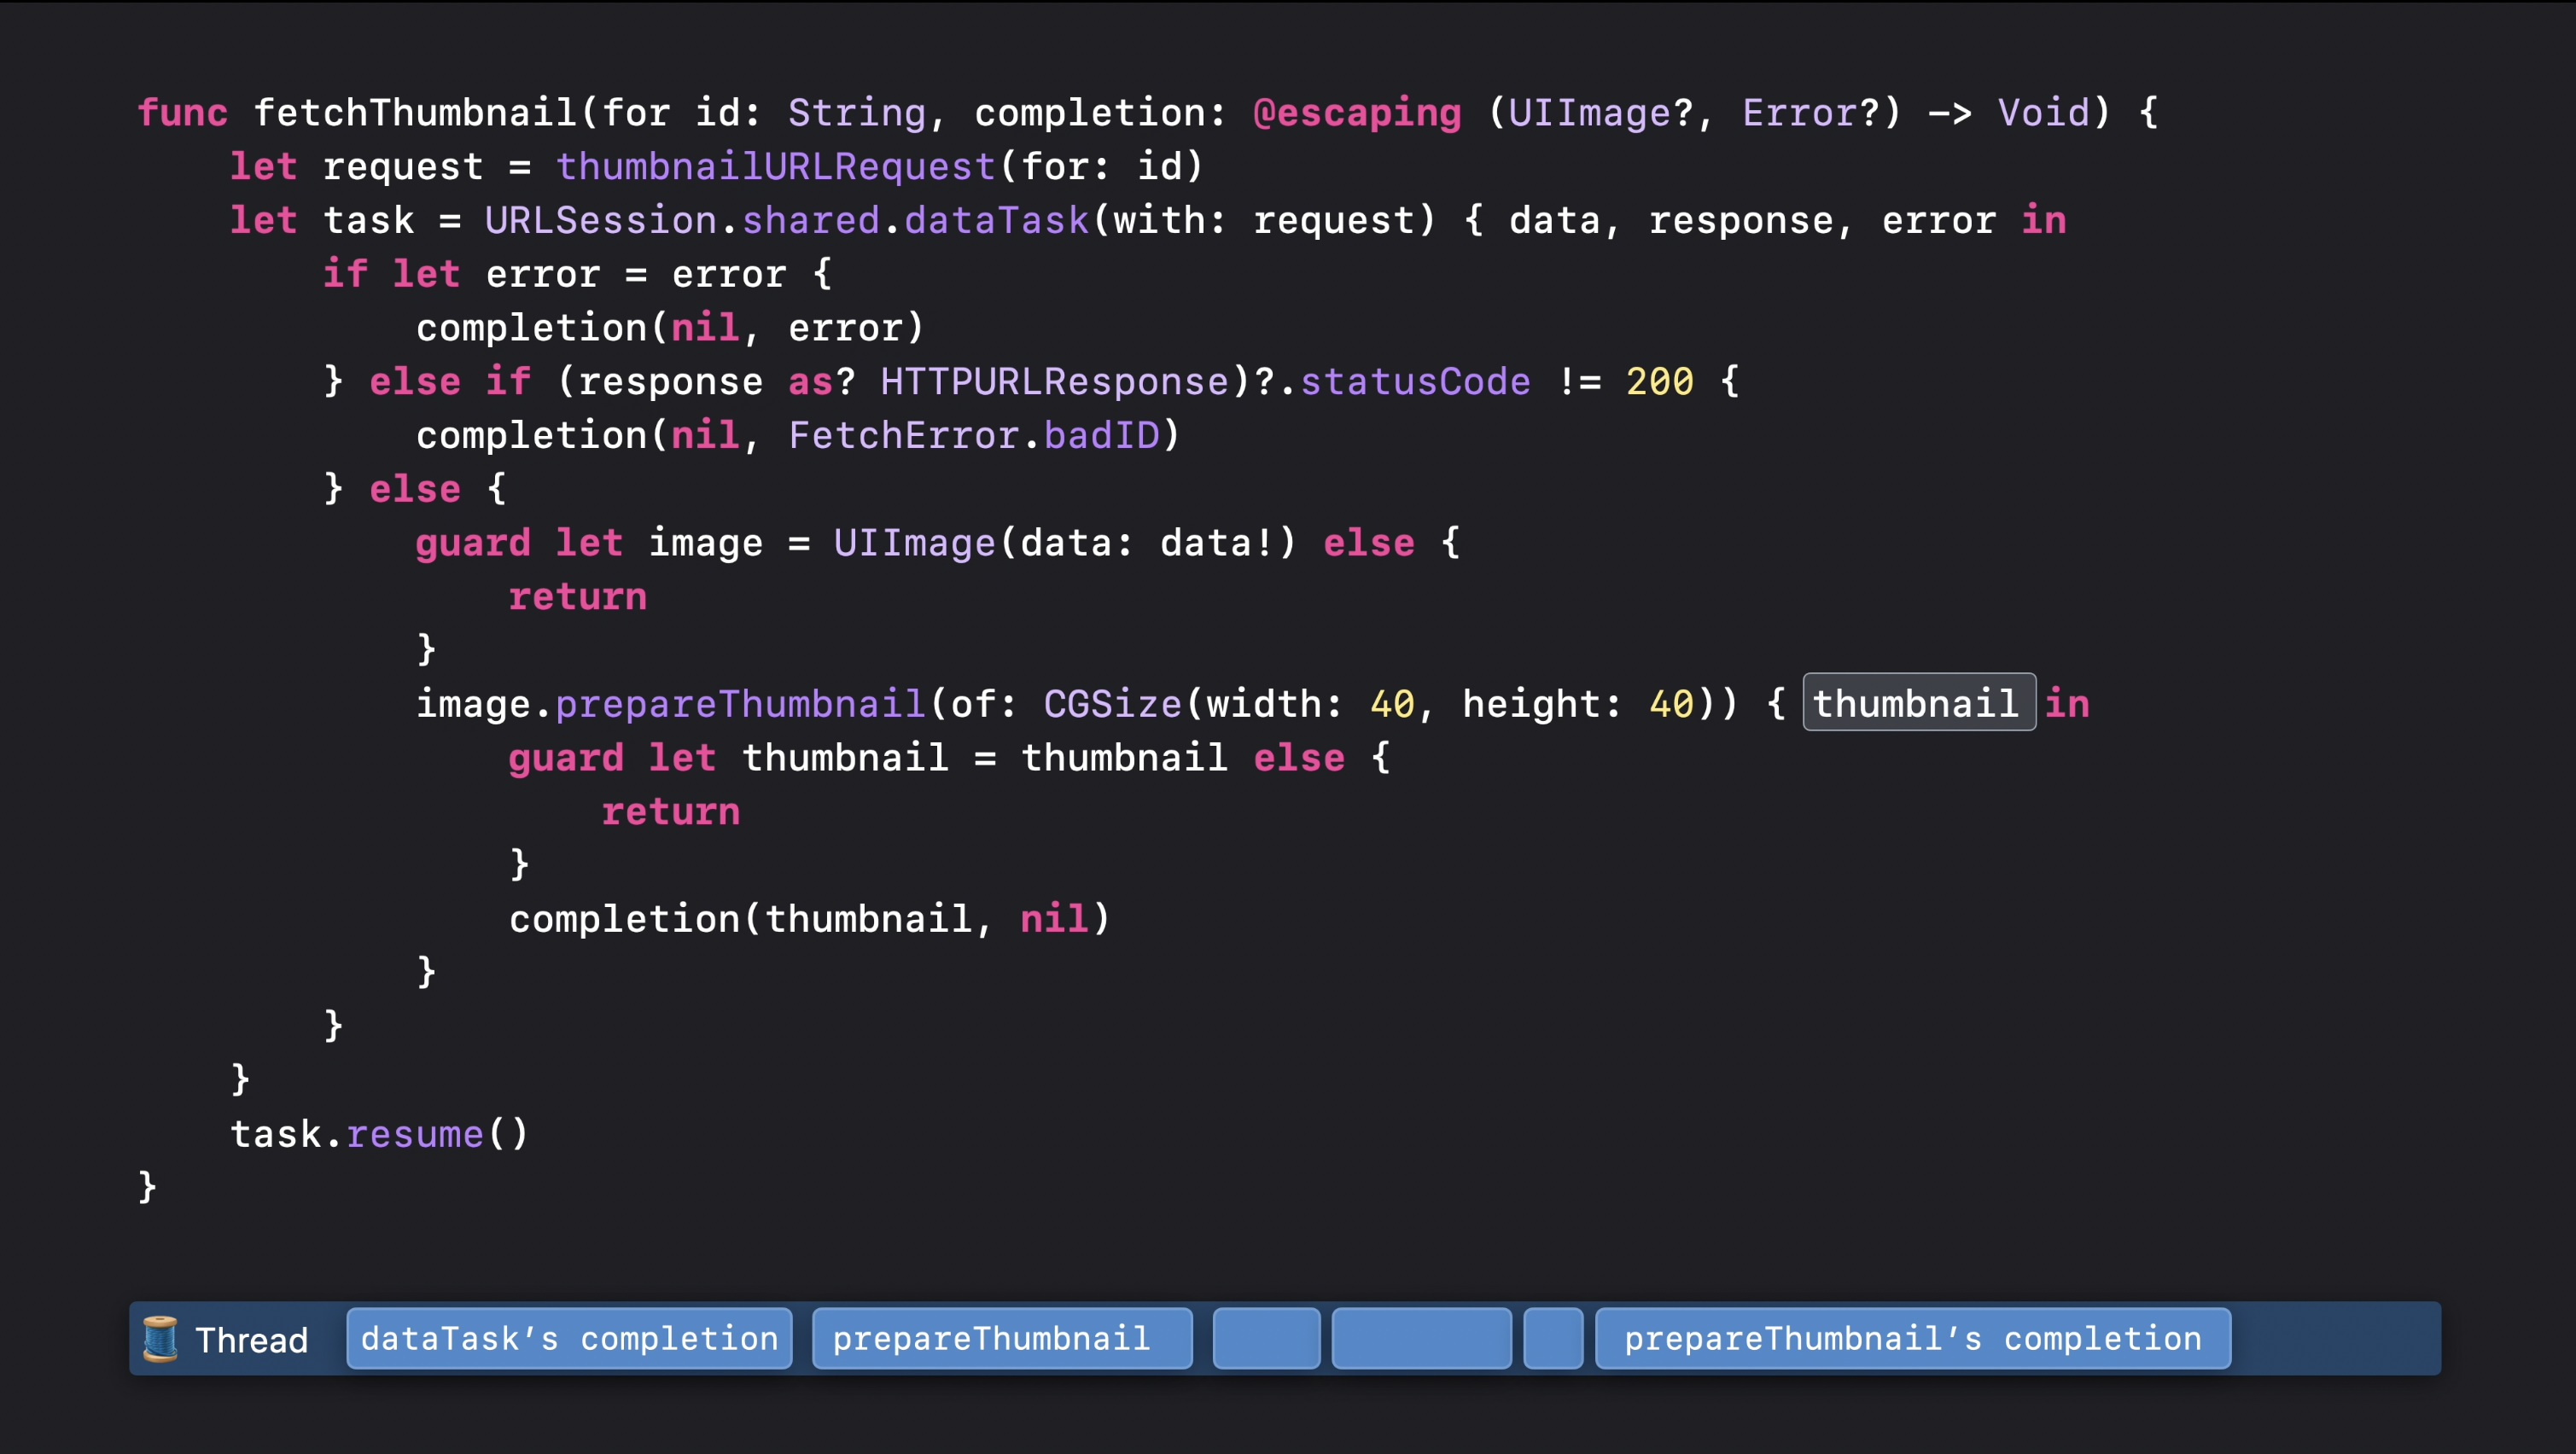 func fetchThumbnail(for id: String, completion: @escaping (UIImage?, Error?) -> Void) {
    let request = thumbnailURLRequest(for: id)
    let task = URLSession.shared.dataTask(with: request) { data, response, error in
        if let error = error {
            completion(nil, error)
        } else if (response as? HTTPURLResponse)?.statusCode != 200 {
            completion(nil, FetchError.badID)
        } else {
            guard let image = UIImage(data: data!) else {
                return
            }
            image.prepareThumbnail(of: CGSize(width: 40, height: 40)) { thumbnail in
                guard let thumbnail = thumbnail else {
                    return
                }
                completion(thumbnail, nil)
            }
        }
    }
    task.resume()
}
Thread dataTask’s completion prepareThumbnail prepareThumbnail’s completion